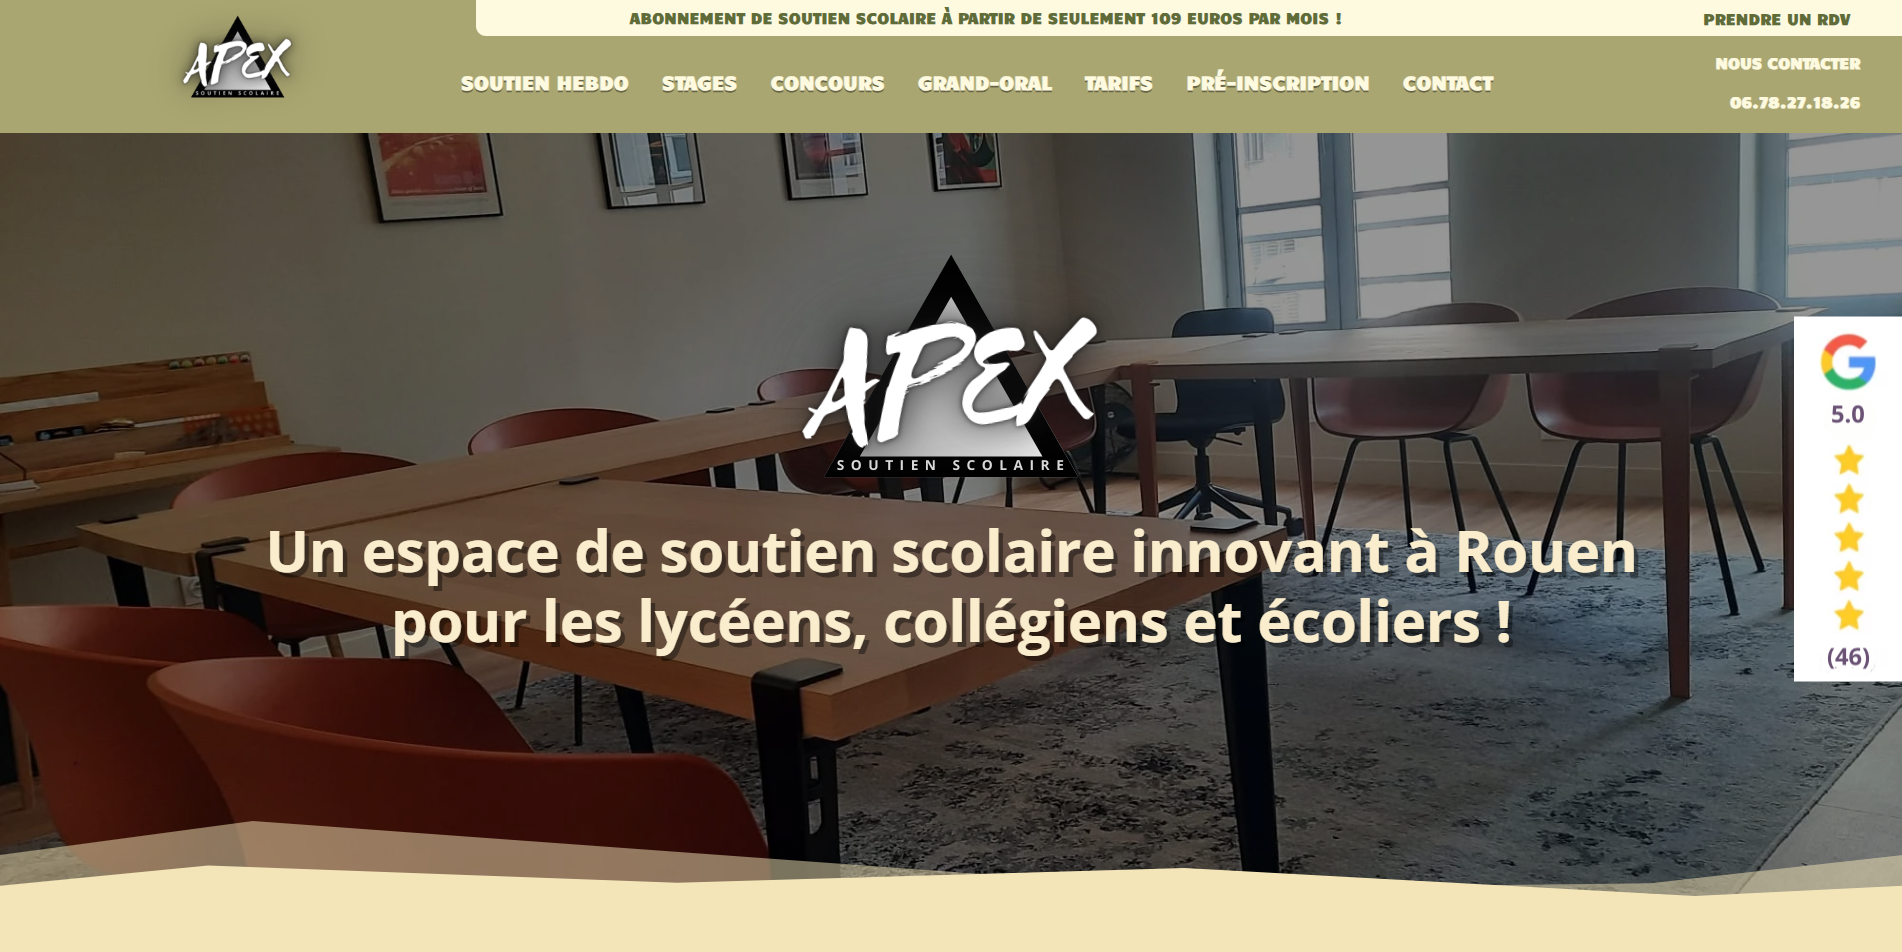 APEX
SOUTIEN SCOLAIRE
ABONNEMENT DE SOUTIEN SCOLAIRE À PARTIR DE SEULEMENT 109 EUROS PAR MOIS !
PRENDRE UN RDV
SOUTIEN HEBDO STAGES CONCOURS GRAND-ORAL TARIFS PRÉ-INSCRIPTION CONTACT
NOUS CONTACTER
06.78.27.18.26
APEX
SOUTIEN SCOLAIRE
Un espace de soutien scolaire innovant à Rouen
pour les lycéens, collégiens et écoliers !
G
5.0
(46)